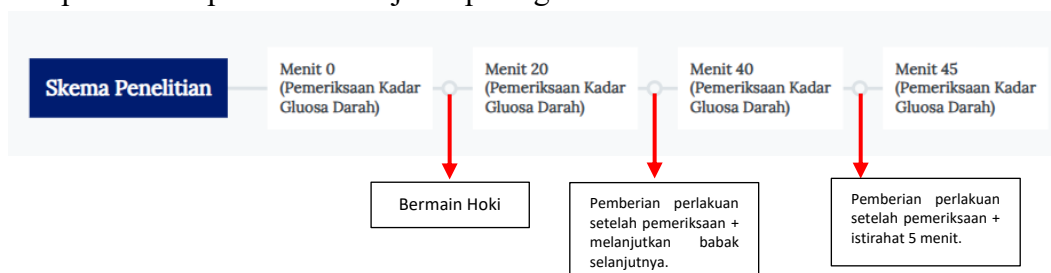 Skema Penelitian
Menit 0
(Pemeriksaan Kadar
Gluosa Darah)
Menit 20
(Pemeriksaan Kadar
Gluosa Darah)
Menit 40
(Pemeriksaan Kadar
Gluosa Darah)
Menit 45
(Pemeriksaan Kadar
Gluosa Darah)
Bermain Hoki
Pemberian perlakuan
setelah pemeriksaan +
melanjutkan babak
selanjutnya.
Pemberian perlakuan
setelah pemeriksaan +
istirahat 5 menit.